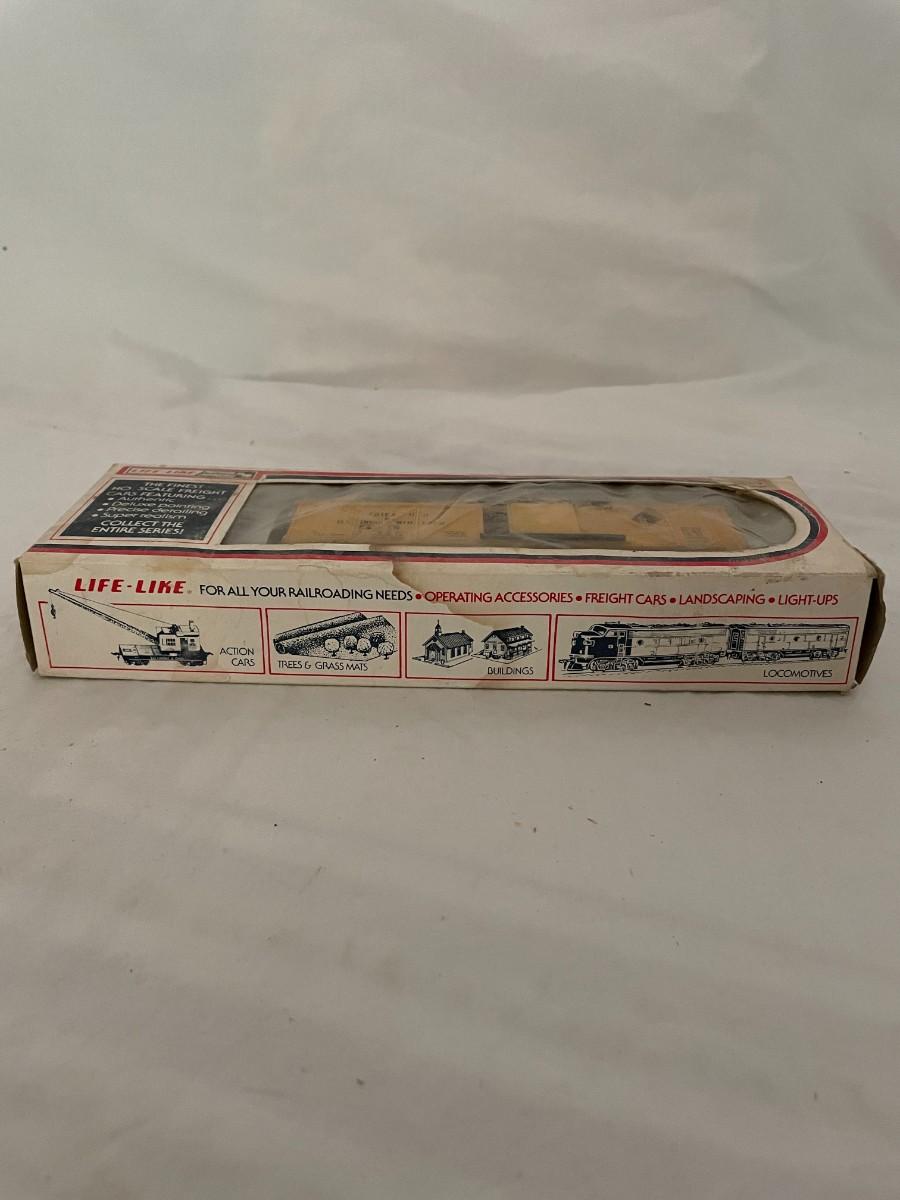 LIFE-LIKE
THE FINEST
HO SCALE FREIGHT
CARS FEATURING
• Authentic
• Deluxe painting
• Precise detailing
• Super realism
COLLECT THE
ENTIRE SERIES!
LIFE-LIKE® FOR ALL YOUR RAILROADING NEEDS • OPERATING ACCESSORIES • FREIGHT CARS • LANDSCAPING • LIGHT-UPS
ACTION
CARS
TREES & GRASS MATS
BUILDINGS
LOCOMOTIVES